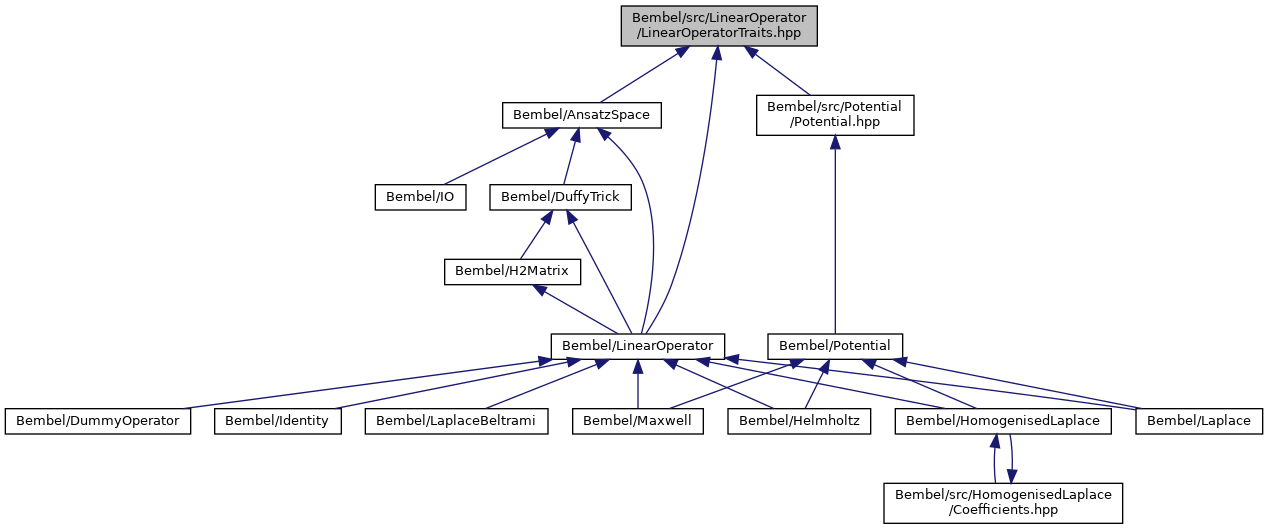 Bembel/src/LinearOperator
/LinearOperatorTraits.hpp
Bembel/AnsatzSpace
Bembel/src/Potential
/Potential.hpp
Bembel/IO
Bembel/DuffyTrick
Bembel/H2Matrix
Bembel/LinearOperator
Bembel/Potential
Bembel/DummyOperator
Bembel/Identity
Bembel/LaplaceBeltrami
Bembel/Maxwell
Bembel/Helmholtz
Bembel/HomogenisedLaplace
Bembel/Laplace
Bembel/src/HomogenisedLaplace
/Coefficients.hpp